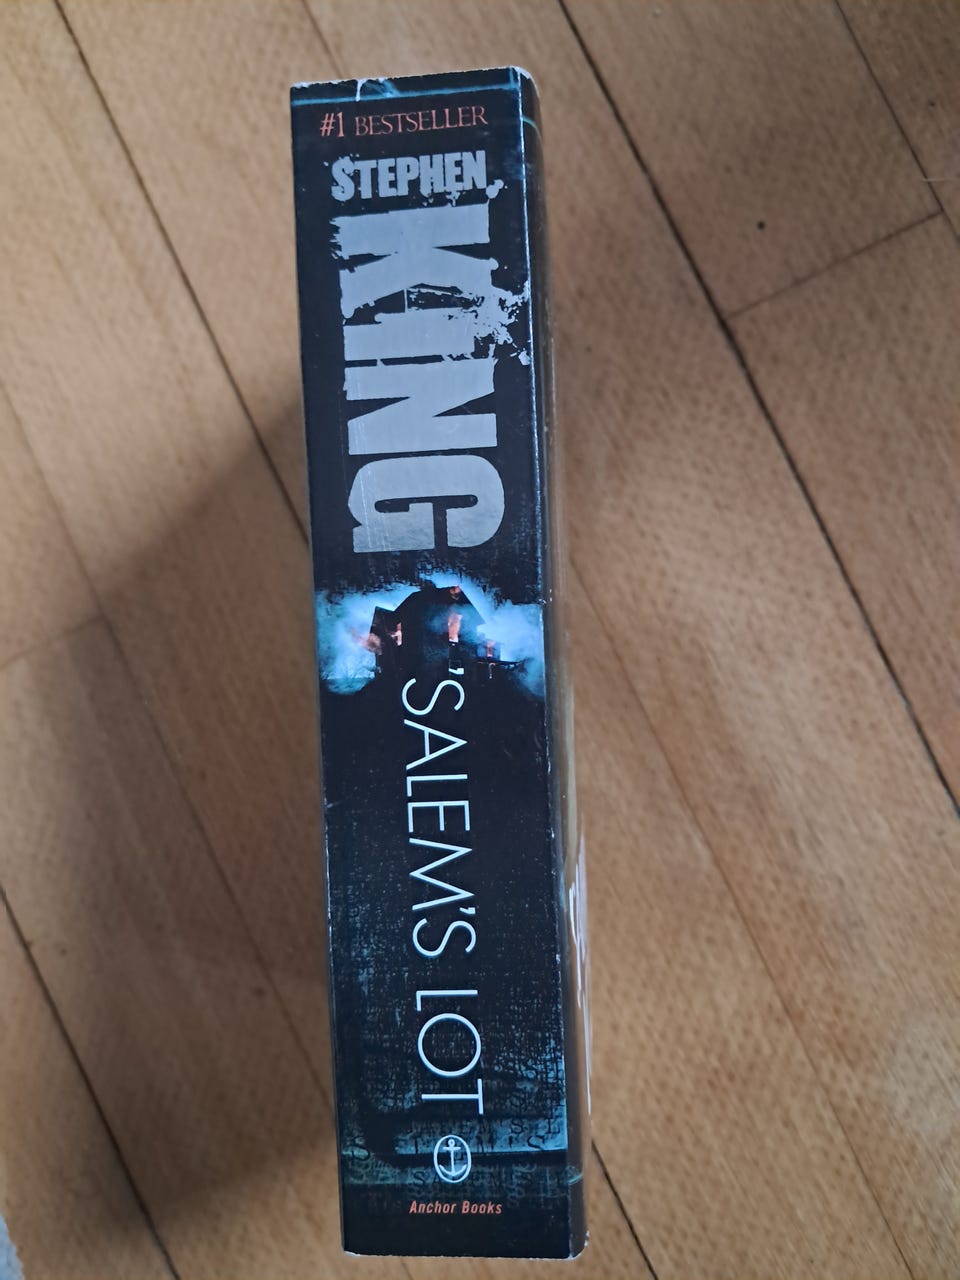 #1 BESTSELLER
STEPHEN
KING
'SALEM'S LOT
Anchor Books